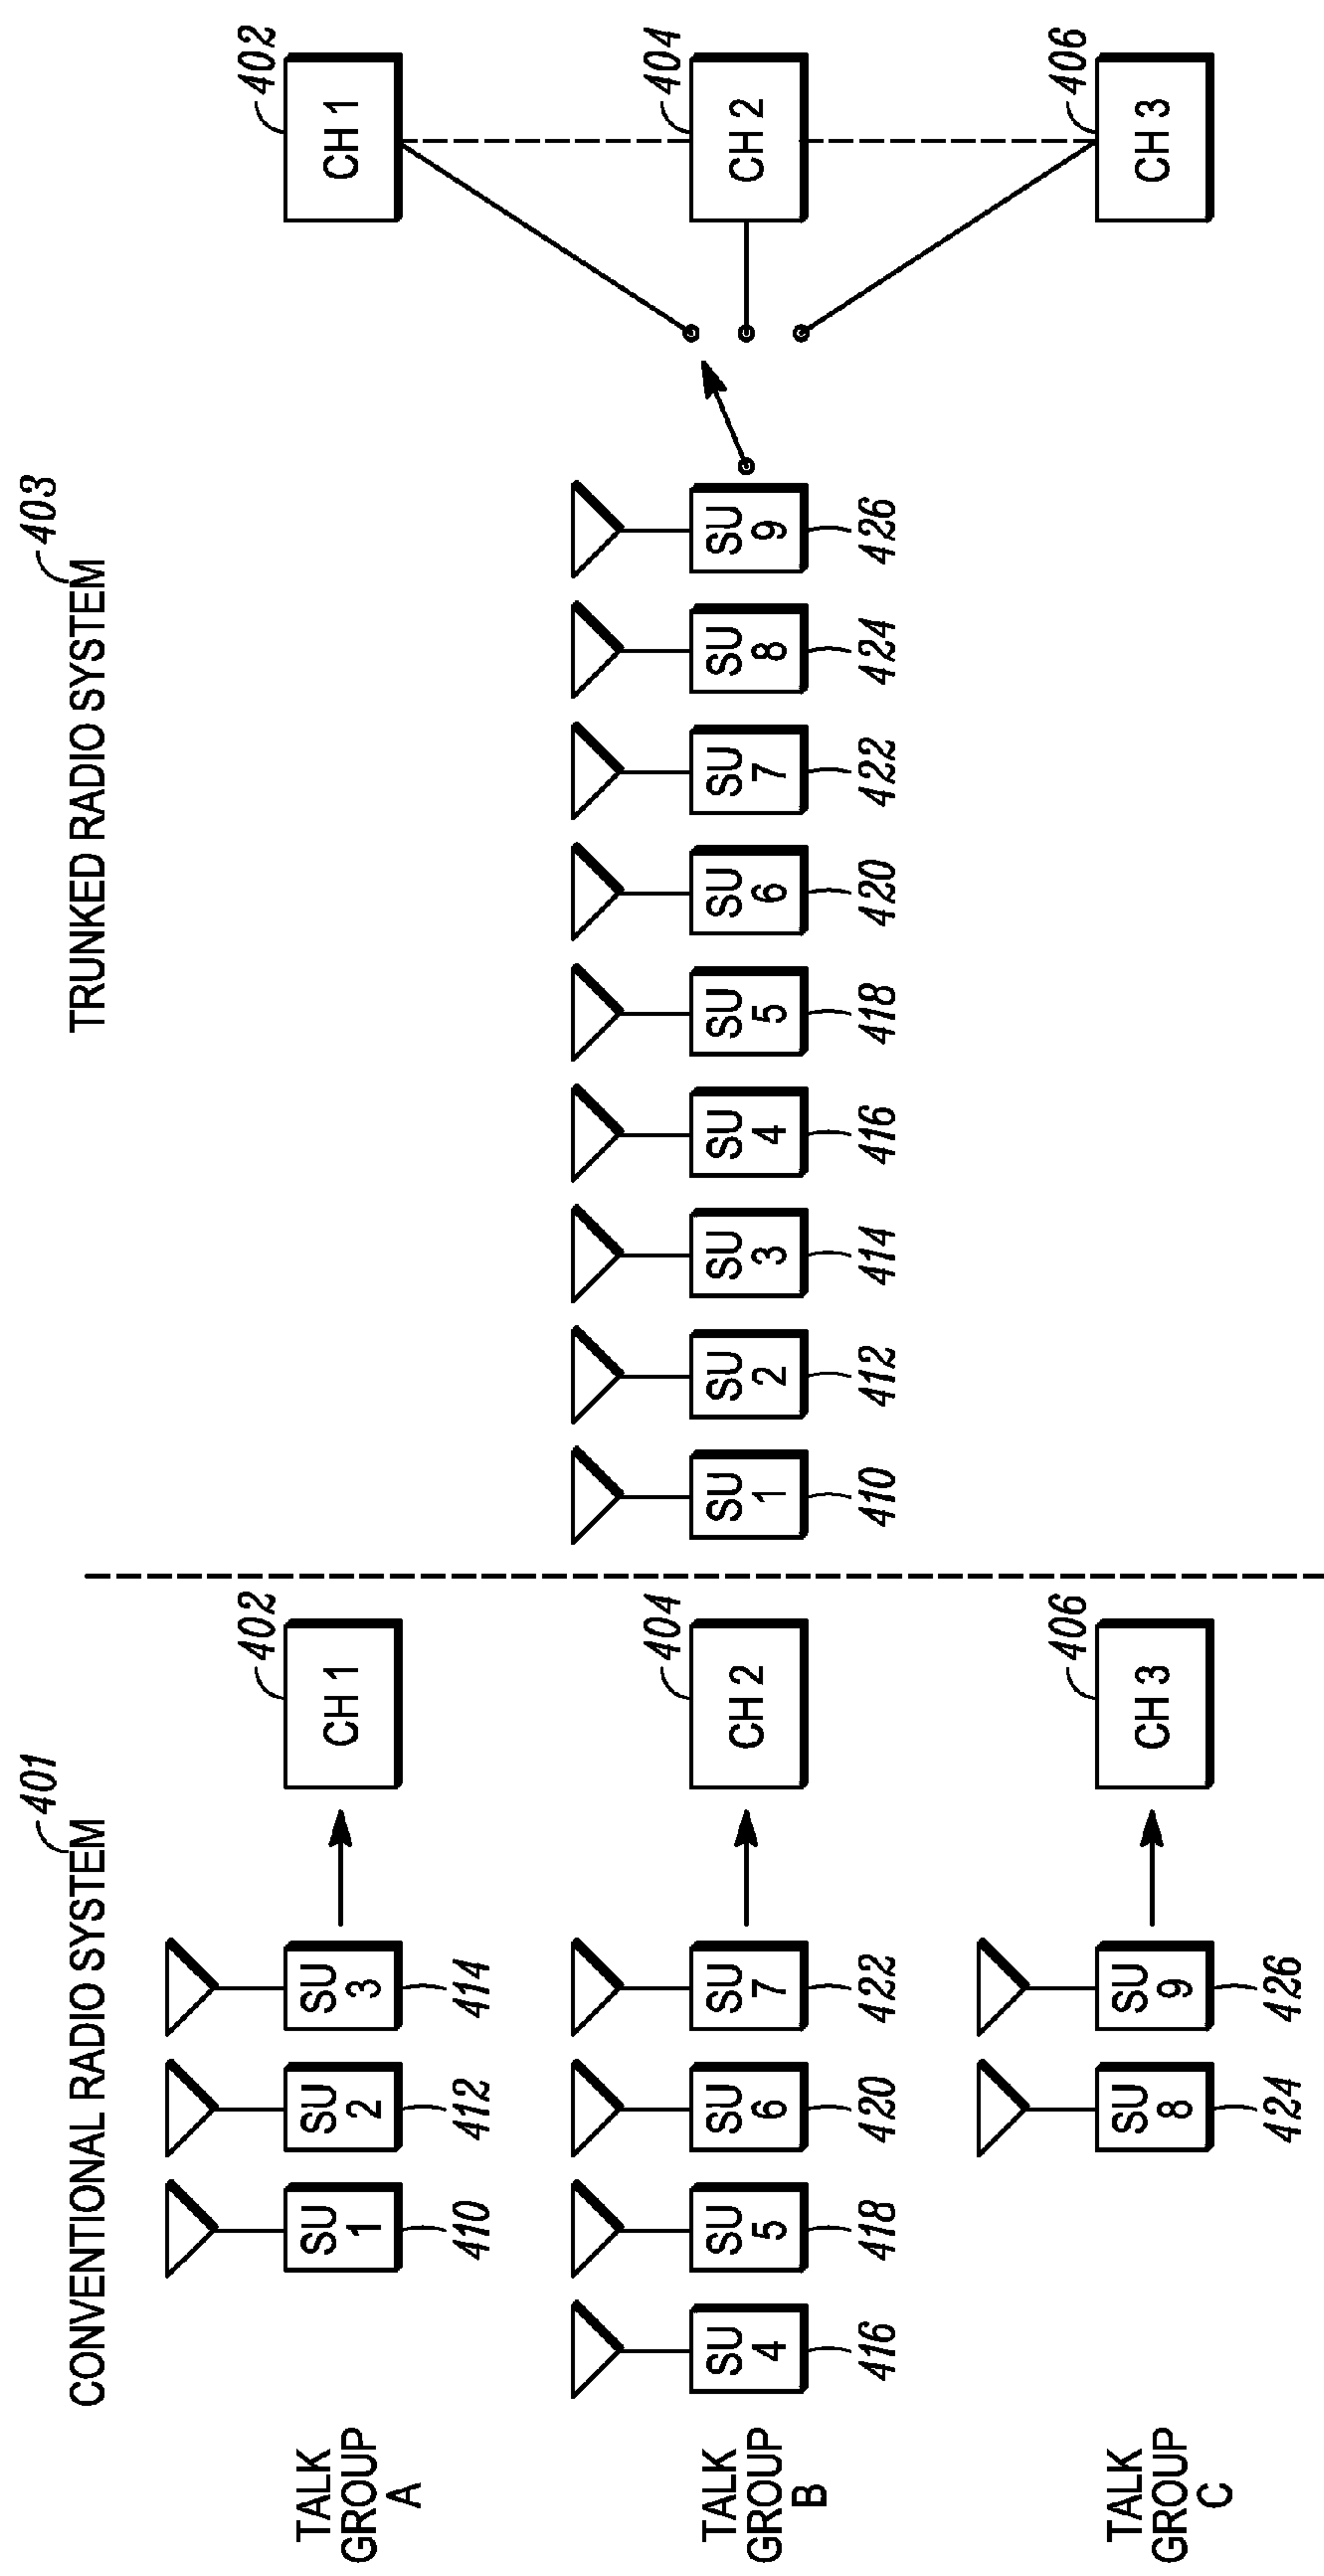 CONVENTIONAL RADIO SYSTEM
401
TALK
GROUP
A
SU
1
410
SU
2
412
SU
3
414
CH 1
402
TALK
GROUP
B
SU
4
416
SU
5
418
SU
6
420
SU
7
422
CH 2
404
TALK
GROUP
C
SU
8
424
SU
9
426
CH 3
406
TRUNKED RADIO SYSTEM
403
SU
1
410
SU
2
412
SU
3
414
SU
4
416
SU
5
418
SU
6
420
SU
7
422
SU
8
424
SU
9
426
CH 1
402
CH 2
404
CH 3
406